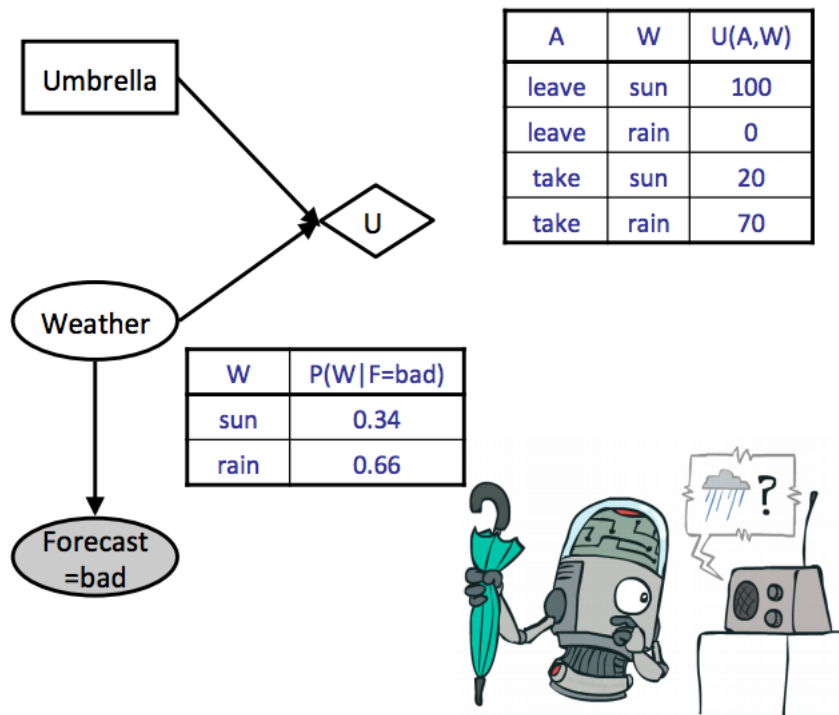 Umbrella
A W U(A,W)
leave sun 100
leave rain 0
take sun 20
take rain 70
U
Weather
W P(W|F=bad)
sun 0.34
rain 0.66
Forecast
=bad
?